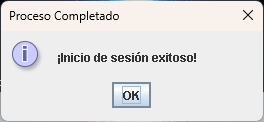 Proceso Completado
¡Inicio de sesión exitoso!
OK